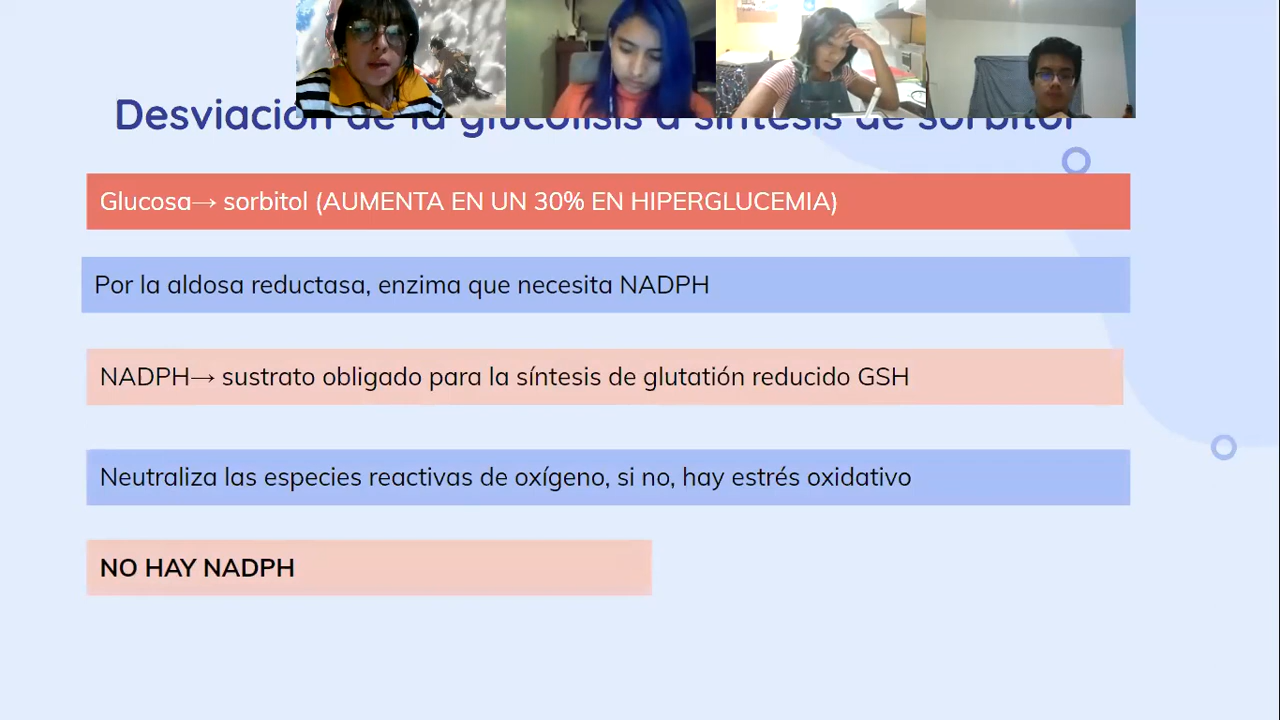 Desviación de la glucólisis a síntesis de sorbitol
Glucosa→ sorbitol (AUMENTA EN UN 30% EN HIPERGLUCEMIA)
Por la aldosa reductasa, enzima que necesita NADPH
NADPH→ sustrato obligado para la síntesis de glutatión reducido GSH
Neutraliza las especies reactivas de oxígeno, si no, hay estrés oxidativo
NO HAY NADPH